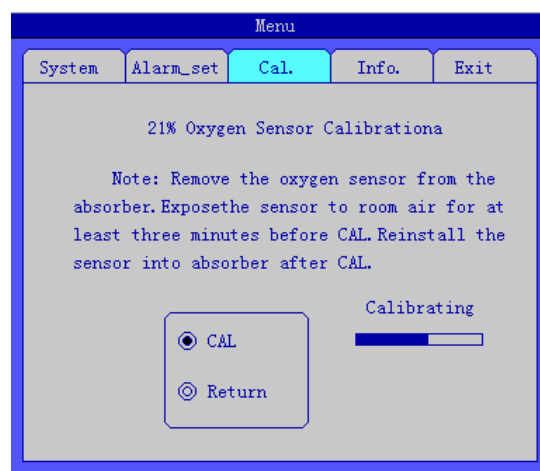 Menu
System Alarm_set Cal. Info. Exit
21% Oxygen Sensor Calibrationa
Note: Remove the oxygen sensor from the
absorber. Exposethe sensor to room air for at
least three minutes before CAL. Reinstall the
sensor into absorber after CAL.
Calibrating
CAL
Return